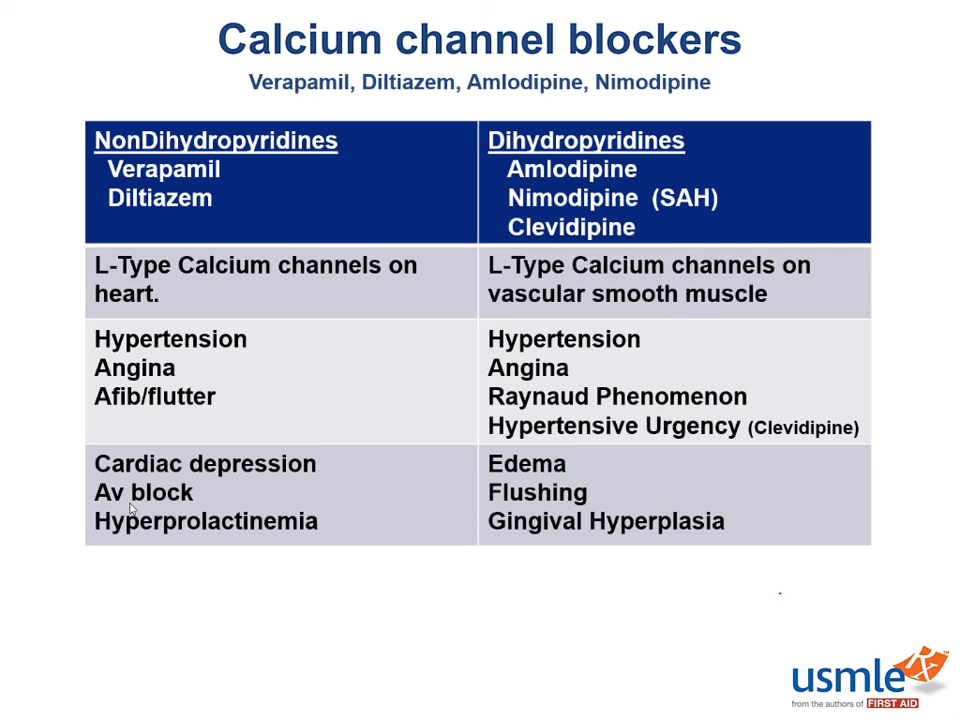 Calcium channel blockers
Verapamil, Diltiazem, Amlodipine, Nimodipine
NonDihydropyridines
Verapamil
Diltiazem
Dihydropyridines
Amlodipine
Nimodipine (SAH)
Clevidipine
L-Type Calcium channels on
heart.
L-Type Calcium channels on
vascular smooth muscle
Hypertension
Angina
Afib/flutter
Hypertension
Angina
Raynaud Phenomenon
Hypertensive Urgency (Clevidipine)
Cardiac depression
Av block
Hyperprolactinemia
Edema
Flushing
Gingival Hyperplasia
usmle Rx™
from the authors of FIRST AID